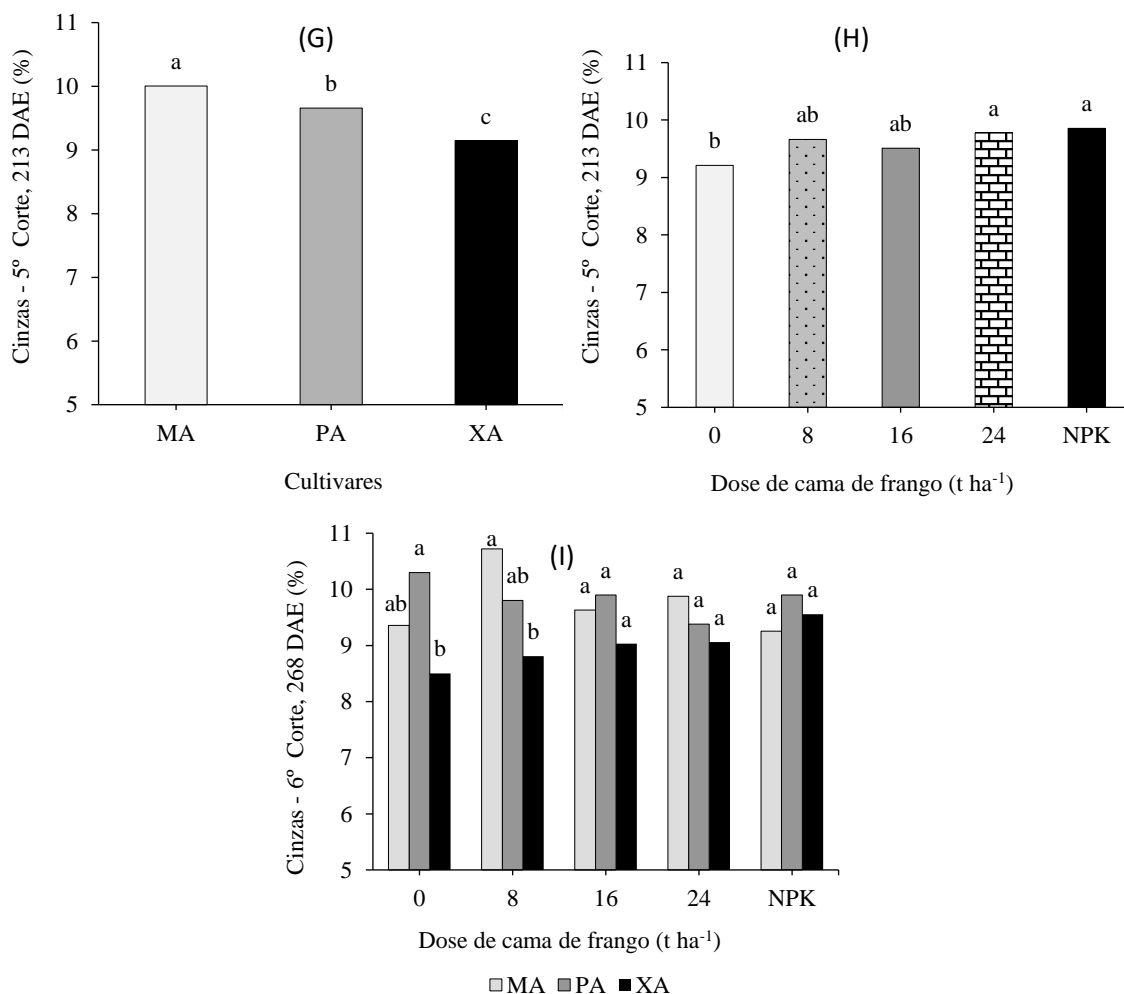 (G)
Cinzas - 5º Corte, 213 DAE (%)
11
10
9
8
7
6
5
a
b
c
MA PA XA
Cultivares
(H)
Cinzas - 5º Corte, 213 DAE (%)
11
10
9
8
7
6
5
b
ab
ab
a
a
0 8 16 24 NPK
Dose de cama de frango (t ha⁻¹)
(I)
Cinzas - 6º Corte, 268 DAE (%)
11
10
9
8
7
6
5
ab a b
a ab b
a a a
a a a
a a a
0 8 16 24 NPK
Dose de cama de frango (t ha⁻¹)
MA PA XA